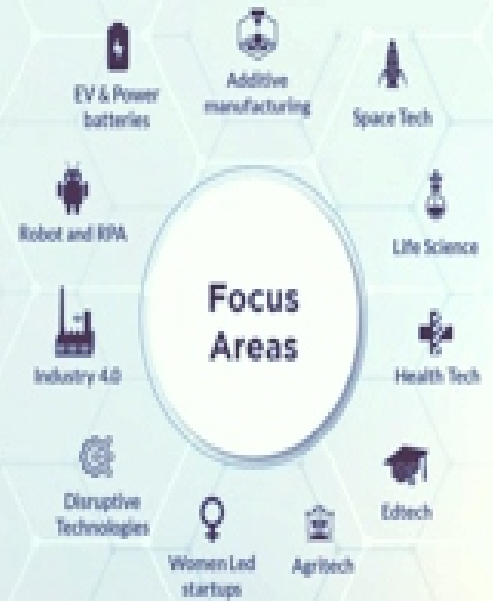 EV & Power
batteries
Additive
manufacturing
Space Tech
Robot and RPA
Life Science
Focus
Areas
Industry 4.0
Health Tech
Disruptive
Technologies
Edtech
Women Led
startups
Agritech